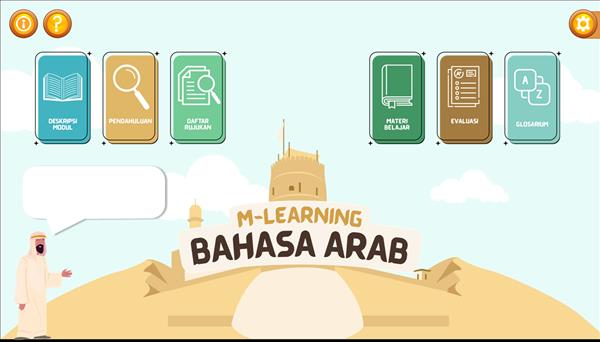 DESKRIPSI
MODUL
PENDAHULUAN
DAFTAR
RUJUKAN
MATERI
BELAJAR
EVALUASI
A
Z
GLOSARIUM
M-LEARNING
BAHASA ARAB